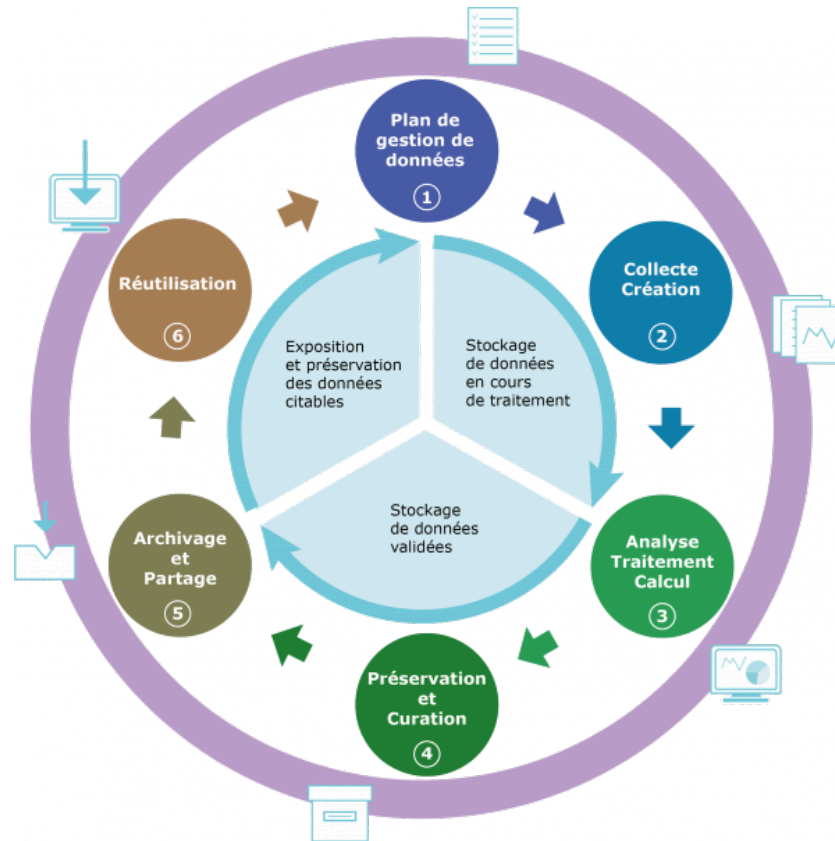 Plan de
gestion de
données
1
Collecte
Création
2
Analyse
Traitement
Calcul
3
Préservation
et
Curation
4
Archivage
et
Partage
5
Réutilisation
6
Exposition
et préservation
des données
citables
Stockage
de données
en cours
de traitement
Stockage
de données
validées